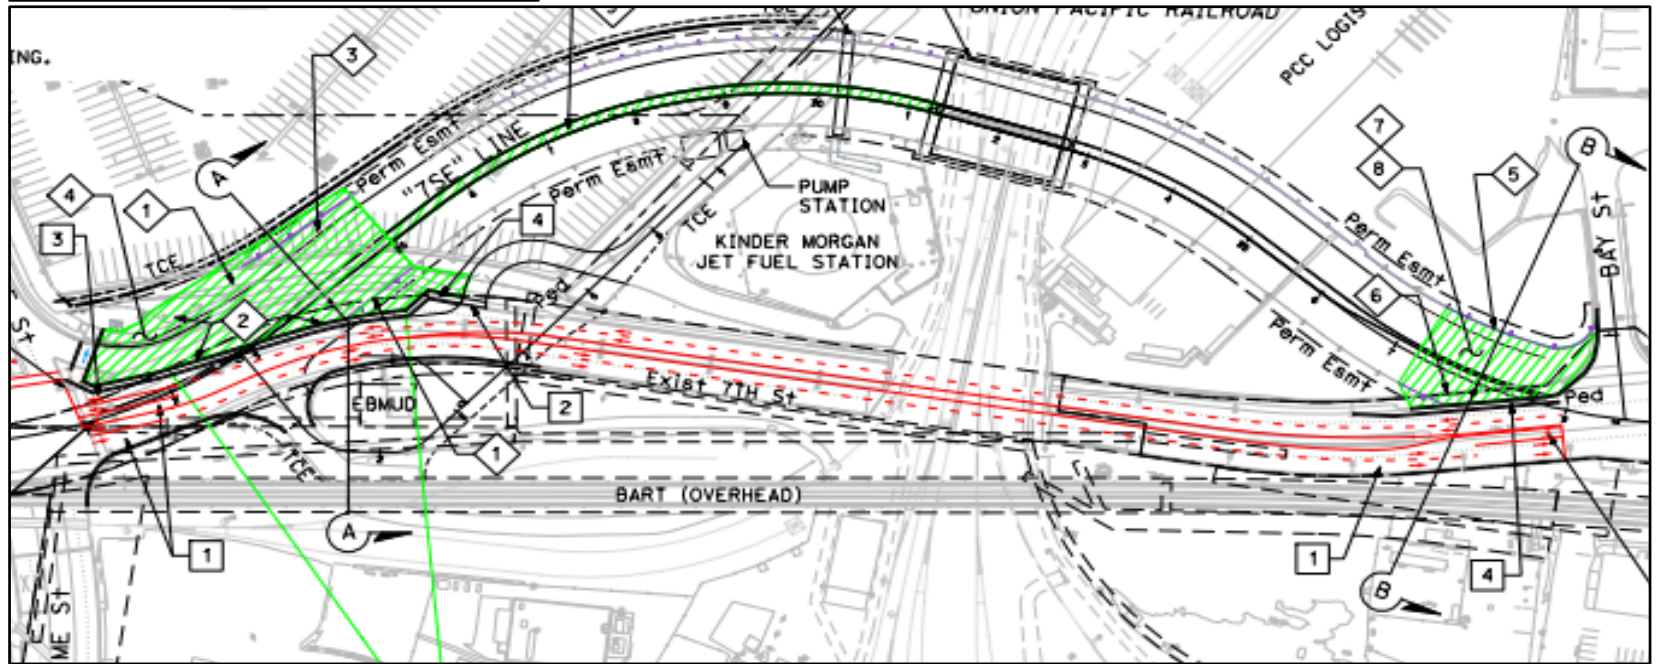 UNION PACIFIC RAILROAD
ING.
3
PCC LOGIS
7
B
8
5
A
Perm Esmt
"7SF" LINE
Perm Esmt
4
1
3
4
PUMP
STATION
TCE
KINDER MORGAN
JET FUEL STATION
BAY St
Perm Esmt
TCE
6
St
2
Ped
Perm Esmt
Exist 7TH St
EBMUD
2
Ped
1
TCE
BART (OVERHEAD)
A
1
1
4
B
ME St